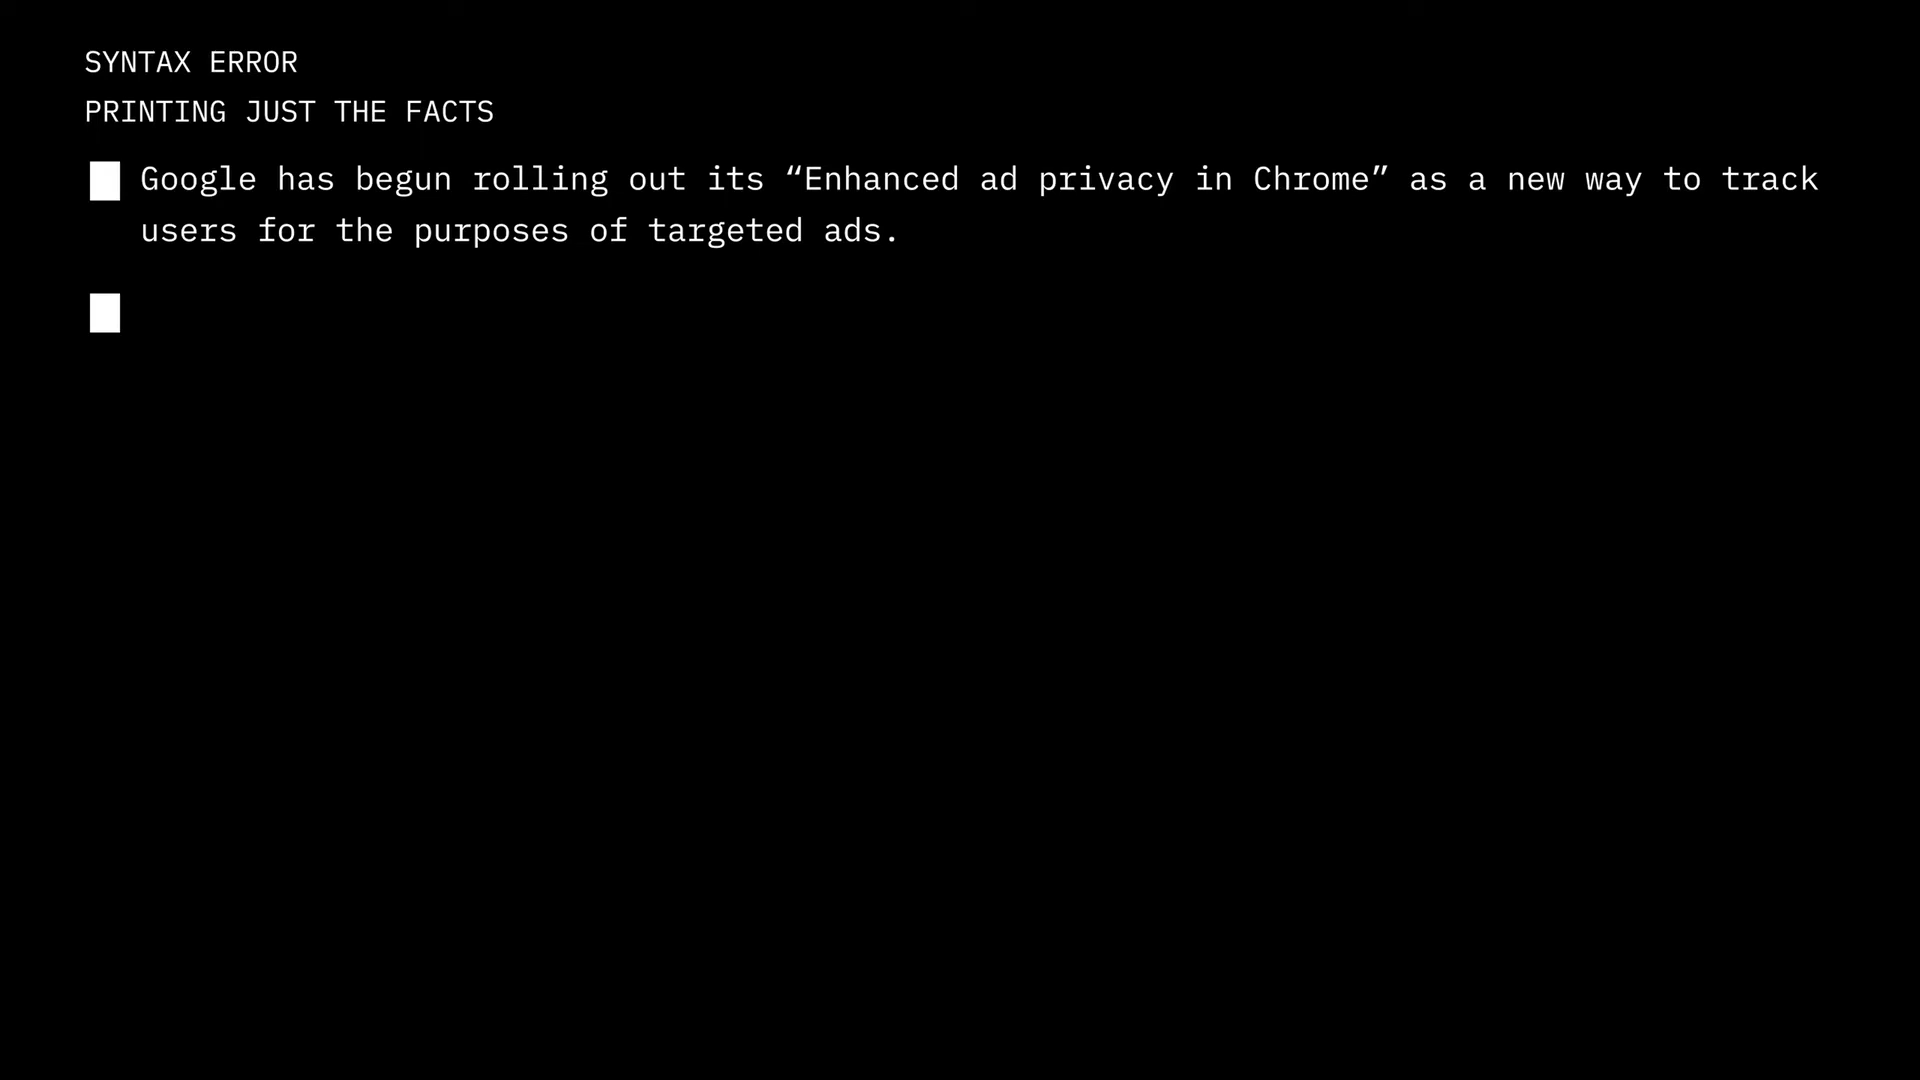 SYNTAX ERROR
PRINTING JUST THE FACTS
Google has begun rolling out its “Enhanced ad privacy in Chrome” as a new way to track
users for the purposes of targeted ads.